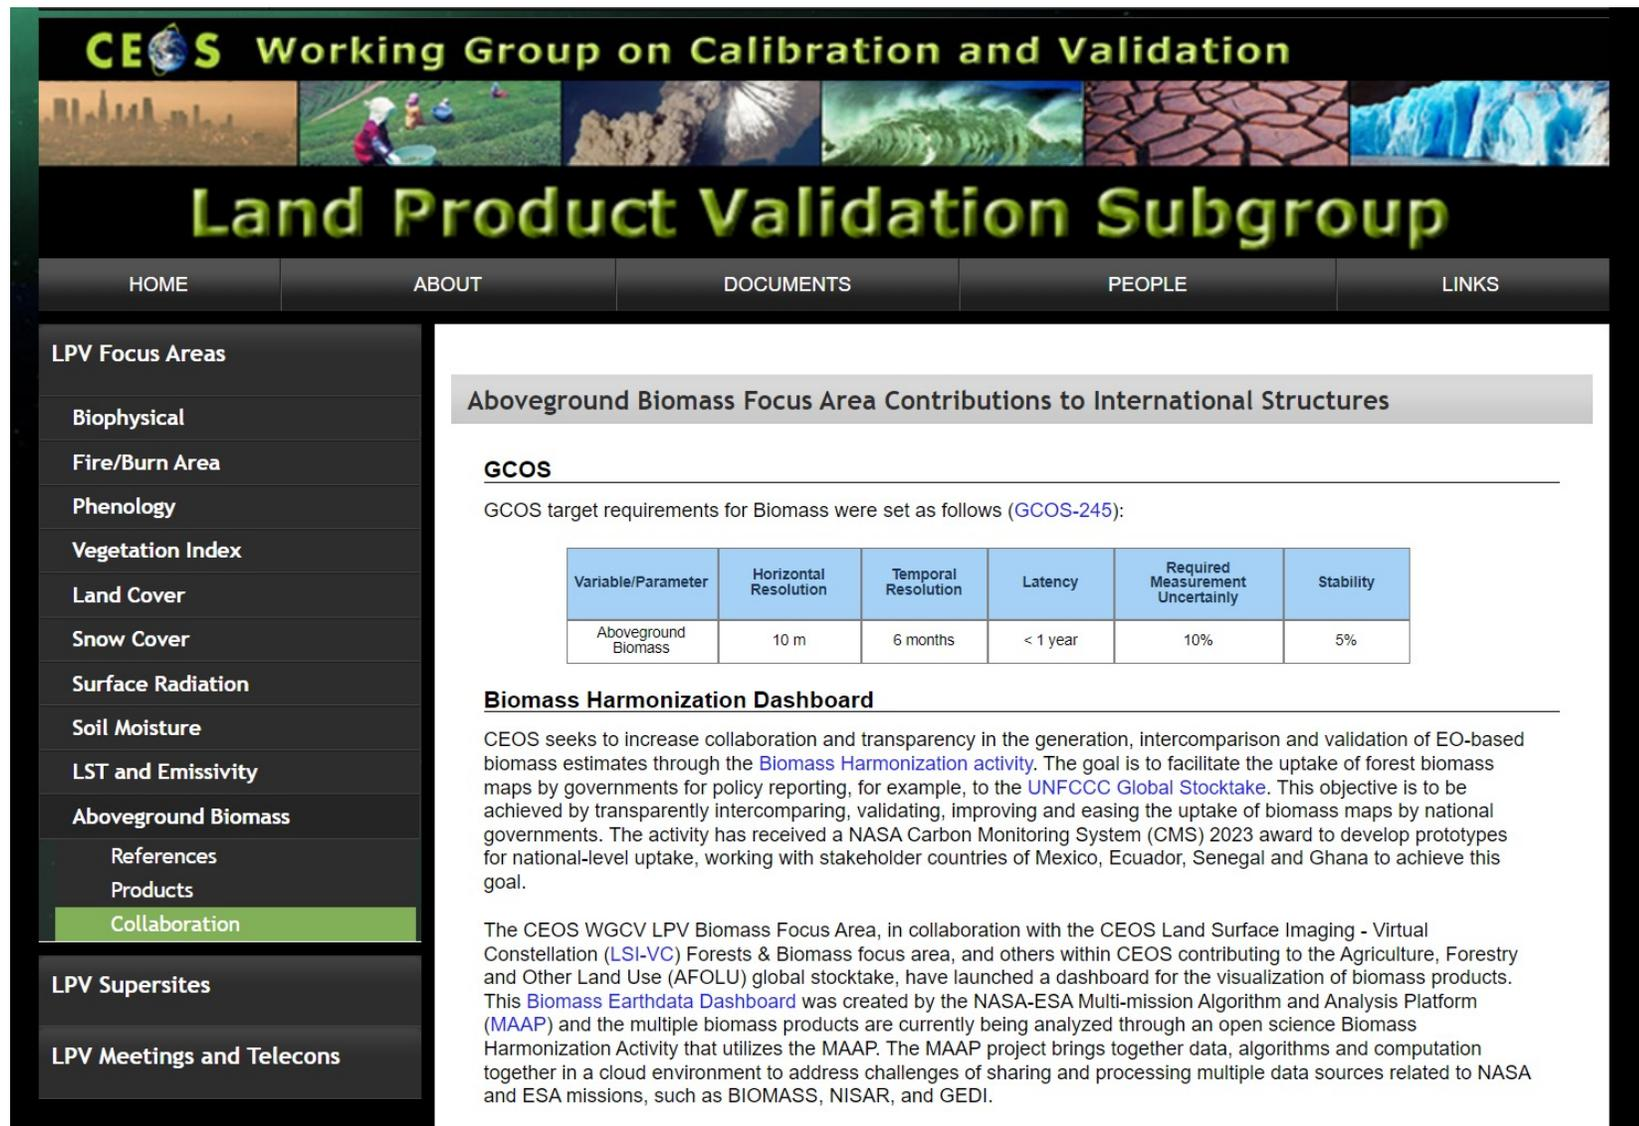 CEOS Working Group on Calibration and Validation
Land Product Validation Subgroup
HOME
ABOUT
DOCUMENTS
PEOPLE
LINKS
LPV Focus Areas
Biophysical
Fire/Burn Area
Phenology
Vegetation Index
Land Cover
Snow Cover
Surface Radiation
Soil Moisture
LST and Emissivity
Aboveground Biomass
References
Products
Collaboration
LPV Supersites
LPV Meetings and Telecons
Aboveground Biomass Focus Area Contributions to International Structures
GCOS
GCOS target requirements for Biomass were set as follows (GCOS-245):
Variable/Parameter
Horizontal
Resolution
Temporal
Resolution
Latency
Required
Measurement
Uncertainly
Stability
Aboveground
Biomass
10 m
6 months
< 1 year
10%
5%
Biomass Harmonization Dashboard
CEOS seeks to increase collaboration and transparency in the generation, intercomparison and validation of EO-based
biomass estimates through the Biomass Harmonization activity. The goal is to facilitate the uptake of forest biomass
maps by governments for policy reporting, for example, to the UNFCCC Global Stocktake. This objective is to be
achieved by transparently intercomparing, validating, improving and easing the uptake of biomass maps by national
governments. The activity has received a NASA Carbon Monitoring System (CMS) 2023 award to develop prototypes
for national-level uptake, working with stakeholder countries of Mexico, Ecuador, Senegal and Ghana to achieve this
goal.
The CEOS WGCV LPV Biomass Focus Area, in collaboration with the CEOS Land Surface Imaging - Virtual
Constellation (LSI-VC) Forests & Biomass focus area, and others within CEOS contributing to the Agriculture, Forestry
and Other Land Use (AFOLU) global stocktake, have launched a dashboard for the visualization of biomass products.
This Biomass Earthdata Dashboard was created by the NASA-ESA Multi-mission Algorithm and Analysis Platform
(MAAP) and the multiple biomass products are currently being analyzed through an open science Biomass
Harmonization Activity that utilizes the MAAP. The MAAP project brings together data, algorithms and computation
together in a cloud environment to address challenges of sharing and processing multiple data sources related to NASA
and ESA missions, such as BIOMASS, NISAR, and GEDI.